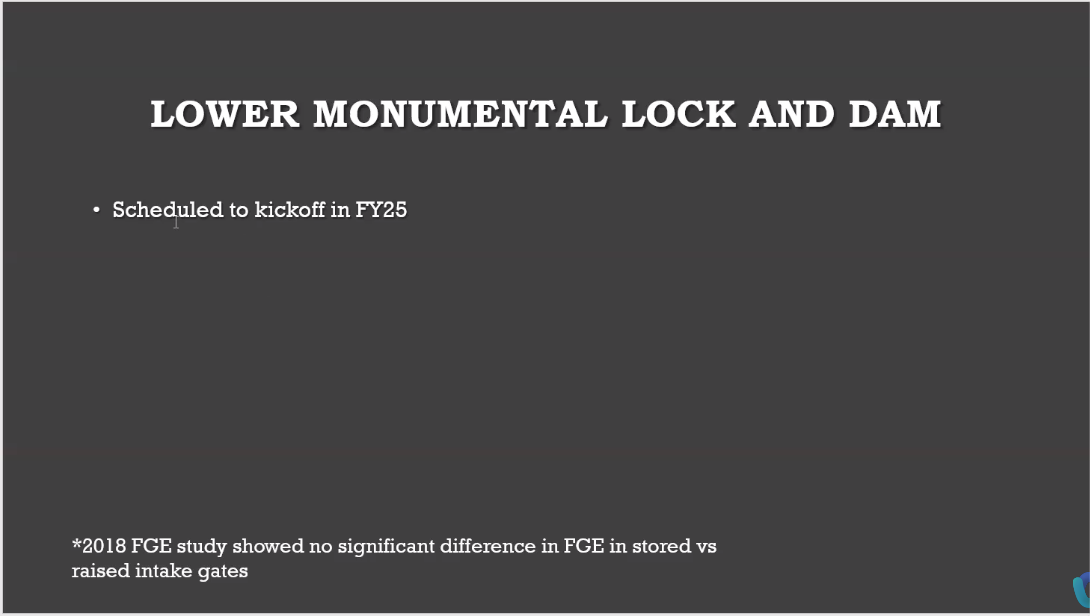 LOWER MONUMENTAL LOCK AND DAM
• Scheduled to kickoff in FY25
*2018 FGE study showed no significant difference in FGE in stored vs
raised intake gates